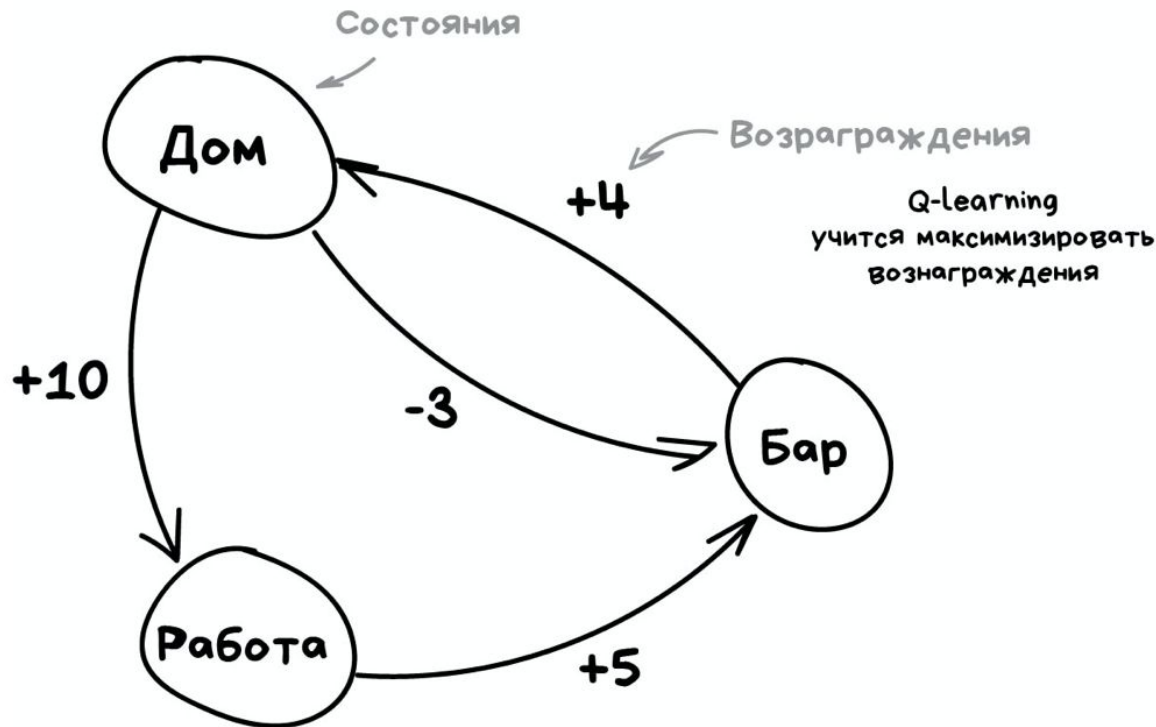 Состояния
Дом
Возраграждения
+4
Q-learning
учится максимизировать
вознаграждения
+10
-3
Бар
Работа
+5